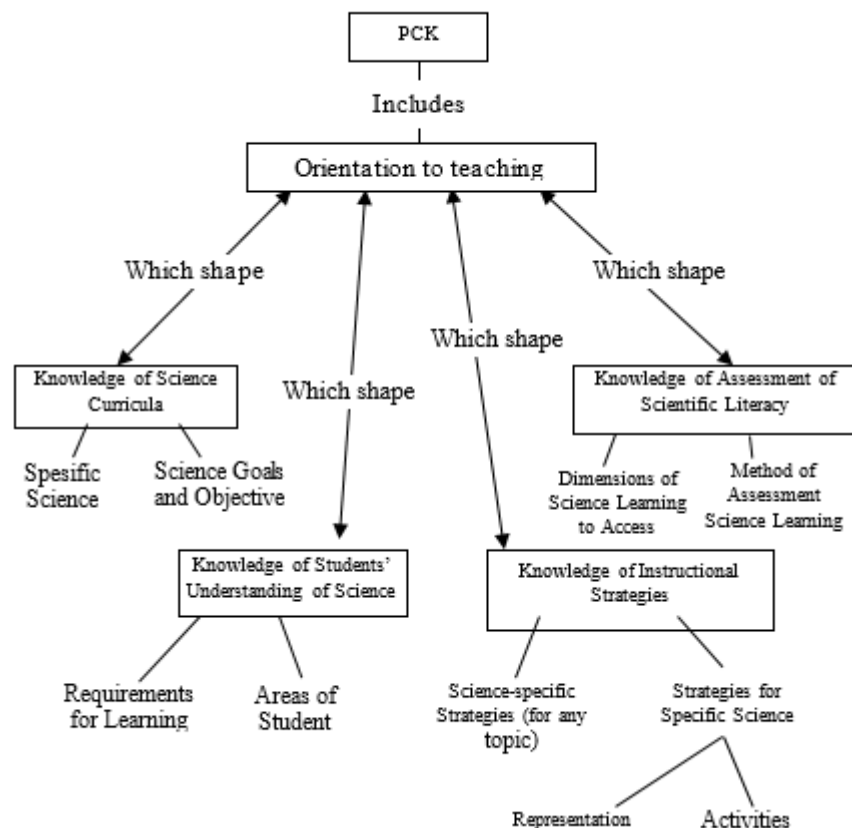 PCK
Includes
Orientation to teaching
Which shape
Which shape
Which shape
Which shape
Knowledge of Science
Curricula
Knowledge of Assessment of
Scientific Literacy
Spesific
Science
Science Goals
and Objective
Dimensions of
Science Learning
to Access
Method of
Assessment
Science Learning
Knowledge of Students'
Understanding of Science
Knowledge of Instructional
Strategies
Requirements
for Learning
Areas of
Student
Science-specific
Strategies (for any
topic)
Strategies for
Specific Science
Representation
Activities